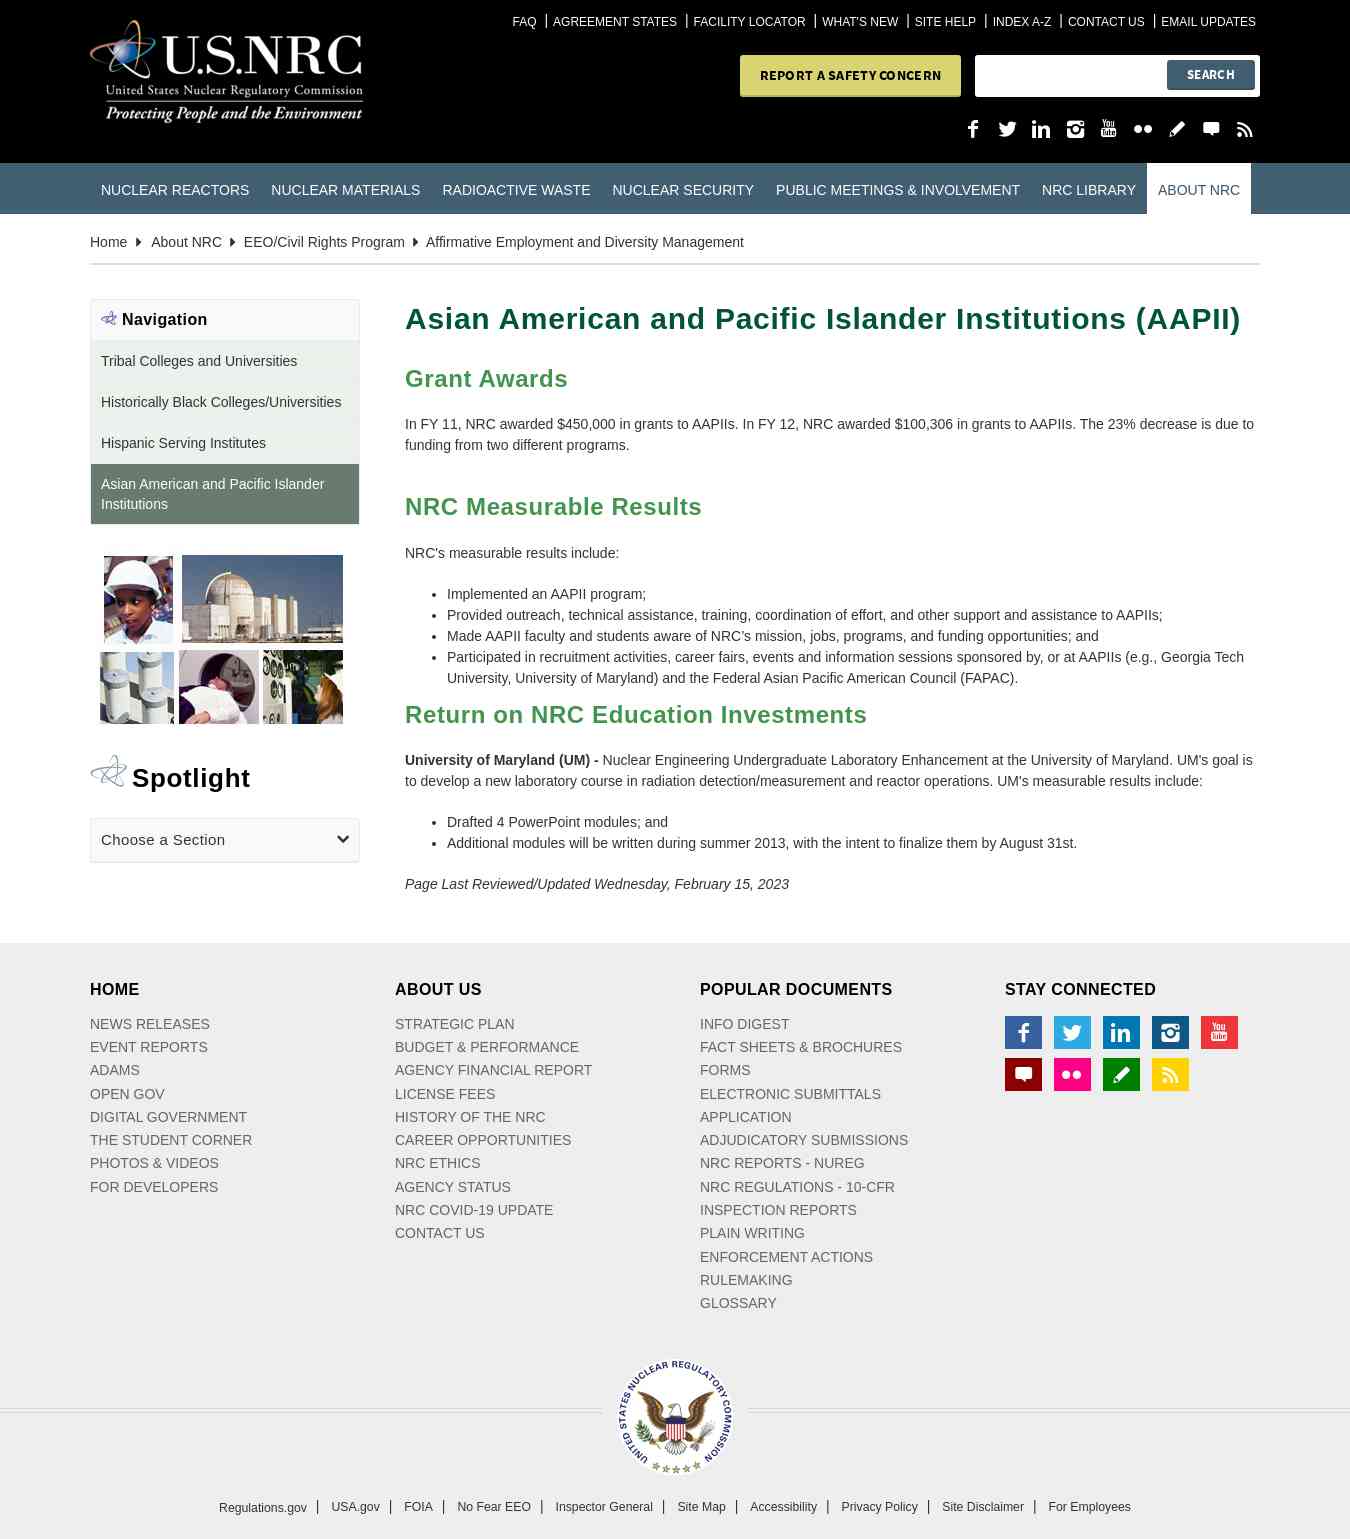 FAQ | AGREEMENT STATES | FACILITY LOCATOR | WHAT'S NEW | SITE HELP | INDEX A-Z | CONTACT US | EMAIL UPDATES
U.S.NRC
United States Nuclear Regulatory Commission
Protecting People and the Environment
REPORT A SAFETY CONCERN
SEARCH
NUCLEAR REACTORS NUCLEAR MATERIALS RADIOACTIVE WASTE NUCLEAR SECURITY PUBLIC MEETINGS & INVOLVEMENT NRC LIBRARY ABOUT NRC
Home About NRC EEO/Civil Rights Program Affirmative Employment and Diversity Management
Navigation
Tribal Colleges and Universities
Historically Black Colleges/Universities
Hispanic Serving Institutes
Asian American and Pacific Islander
Institutions
Spotlight
Choose a Section
Asian American and Pacific Islander Institutions (AAPII)
Grant Awards
In FY 11, NRC awarded $450,000 in grants to AAPIIs. In FY 12, NRC awarded $100,306 in grants to AAPIIs. The 23% decrease is due to
funding from two different programs.
NRC Measurable Results
NRC's measurable results include:
• Implemented an AAPII program;
• Provided outreach, technical assistance, training, coordination of effort, and other support and assistance to AAPIIs;
• Made AAPII faculty and students aware of NRC's mission, jobs, programs, and funding opportunities; and
• Participated in recruitment activities, career fairs, events and information sessions sponsored by, or at AAPIIs (e.g., Georgia Tech
University, University of Maryland) and the Federal Asian Pacific American Council (FAPAC).
Return on NRC Education Investments
University of Maryland (UM) - Nuclear Engineering Undergraduate Laboratory Enhancement at the University of Maryland. UM's goal is
to develop a new laboratory course in radiation detection/measurement and reactor operations. UM's measurable results include:
• Drafted 4 PowerPoint modules; and
• Additional modules will be written during summer 2013, with the intent to finalize them by August 31st.
Page Last Reviewed/Updated Wednesday, February 15, 2023
HOME
NEWS RELEASES
EVENT REPORTS
ADAMS
OPEN GOV
DIGITAL GOVERNMENT
THE STUDENT CORNER
PHOTOS & VIDEOS
FOR DEVELOPERS
ABOUT US
STRATEGIC PLAN
BUDGET & PERFORMANCE
AGENCY FINANCIAL REPORT
LICENSE FEES
HISTORY OF THE NRC
CAREER OPPORTUNITIES
NRC ETHICS
AGENCY STATUS
NRC COVID-19 UPDATE
CONTACT US
POPULAR DOCUMENTS
INFO DIGEST
FACT SHEETS & BROCHURES
FORMS
ELECTRONIC SUBMITTALS
APPLICATION
ADJUDICATORY SUBMISSIONS
NRC REPORTS - NUREG
NRC REGULATIONS - 10-CFR
INSPECTION REPORTS
PLAIN WRITING
ENFORCEMENT ACTIONS
RULEMAKING
GLOSSARY
STAY CONNECTED
UNITED STATES NUCLEAR REGULATORY COMMISSION
Regulations.gov | USA.gov | FOIA | No Fear EEO | Inspector General | Site Map | Accessibility | Privacy Policy | Site Disclaimer | For Employees